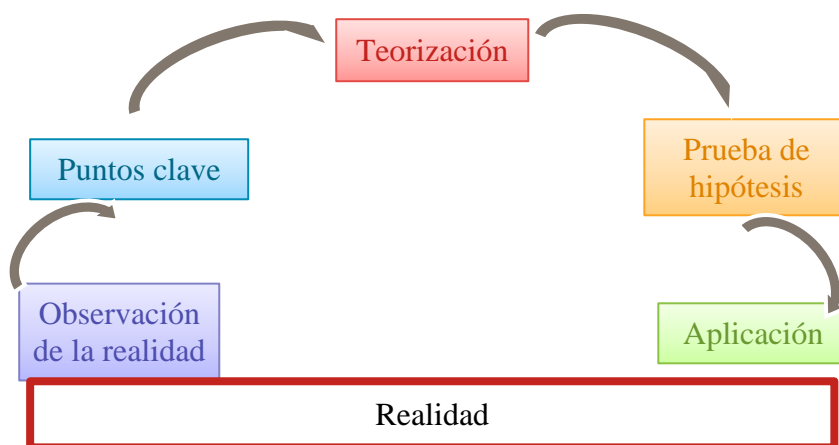 Teorización
Puntos clave
Prueba de
hipótesis
Observación
de la realidad
Aplicación
Realidad